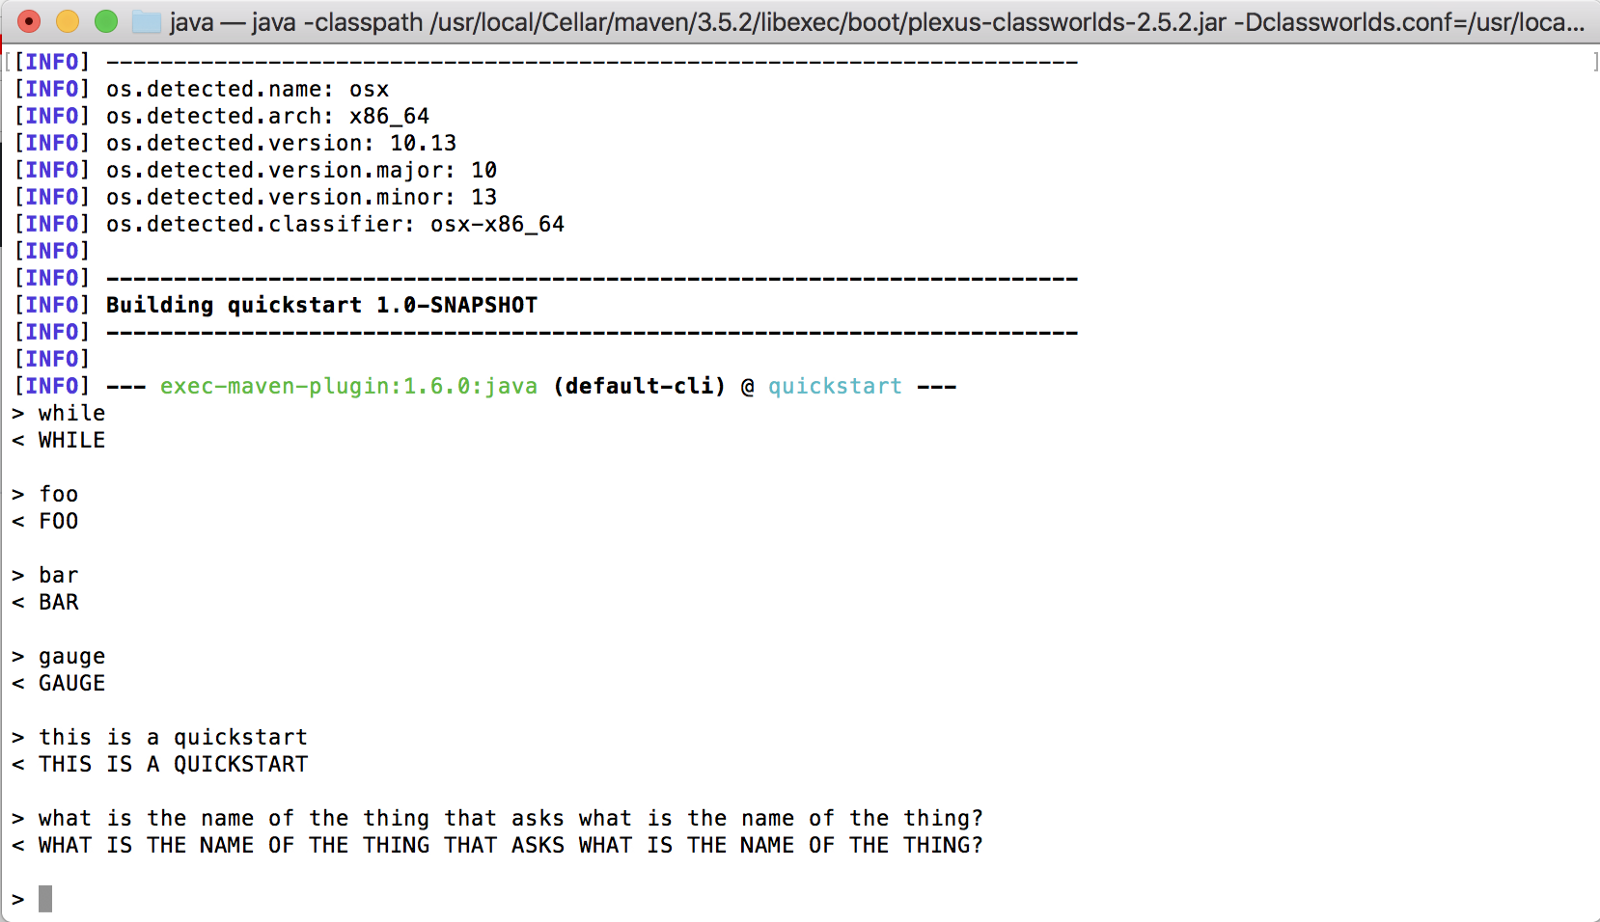 java — java -classpath /usr/local/Cellar/maven/3.5.2/libexec/boot/plexus-classworlds-2.5.2.jar -Dclassworlds.conf=/usr/loca...
[[INFO] ------------------------------------------------------------------------ ]
[INFO] os.detected.name: osx
[INFO] os.detected.arch: x86_64
[INFO] os.detected.version: 10.13
[INFO] os.detected.version.major: 10
[INFO] os.detected.version.minor: 13
[INFO] os.detected.classifier: osx-x86_64
[INFO]
[INFO] ------------------------------------------------------------------------
[INFO] Building quickstart 1.0-SNAPSHOT
[INFO] ------------------------------------------------------------------------
[INFO]
[INFO] --- exec-maven-plugin:1.6.0:java (default-cli) @ quickstart ---
> while
< WHILE
> foo
< FOO
> bar
< BAR
> gauge
< GAUGE
> this is a quickstart
< THIS IS A QUICKSTART
> what is the name of the thing that asks what is the name of the thing?
< WHAT IS THE NAME OF THE THING THAT ASKS WHAT IS THE NAME OF THE THING?
>